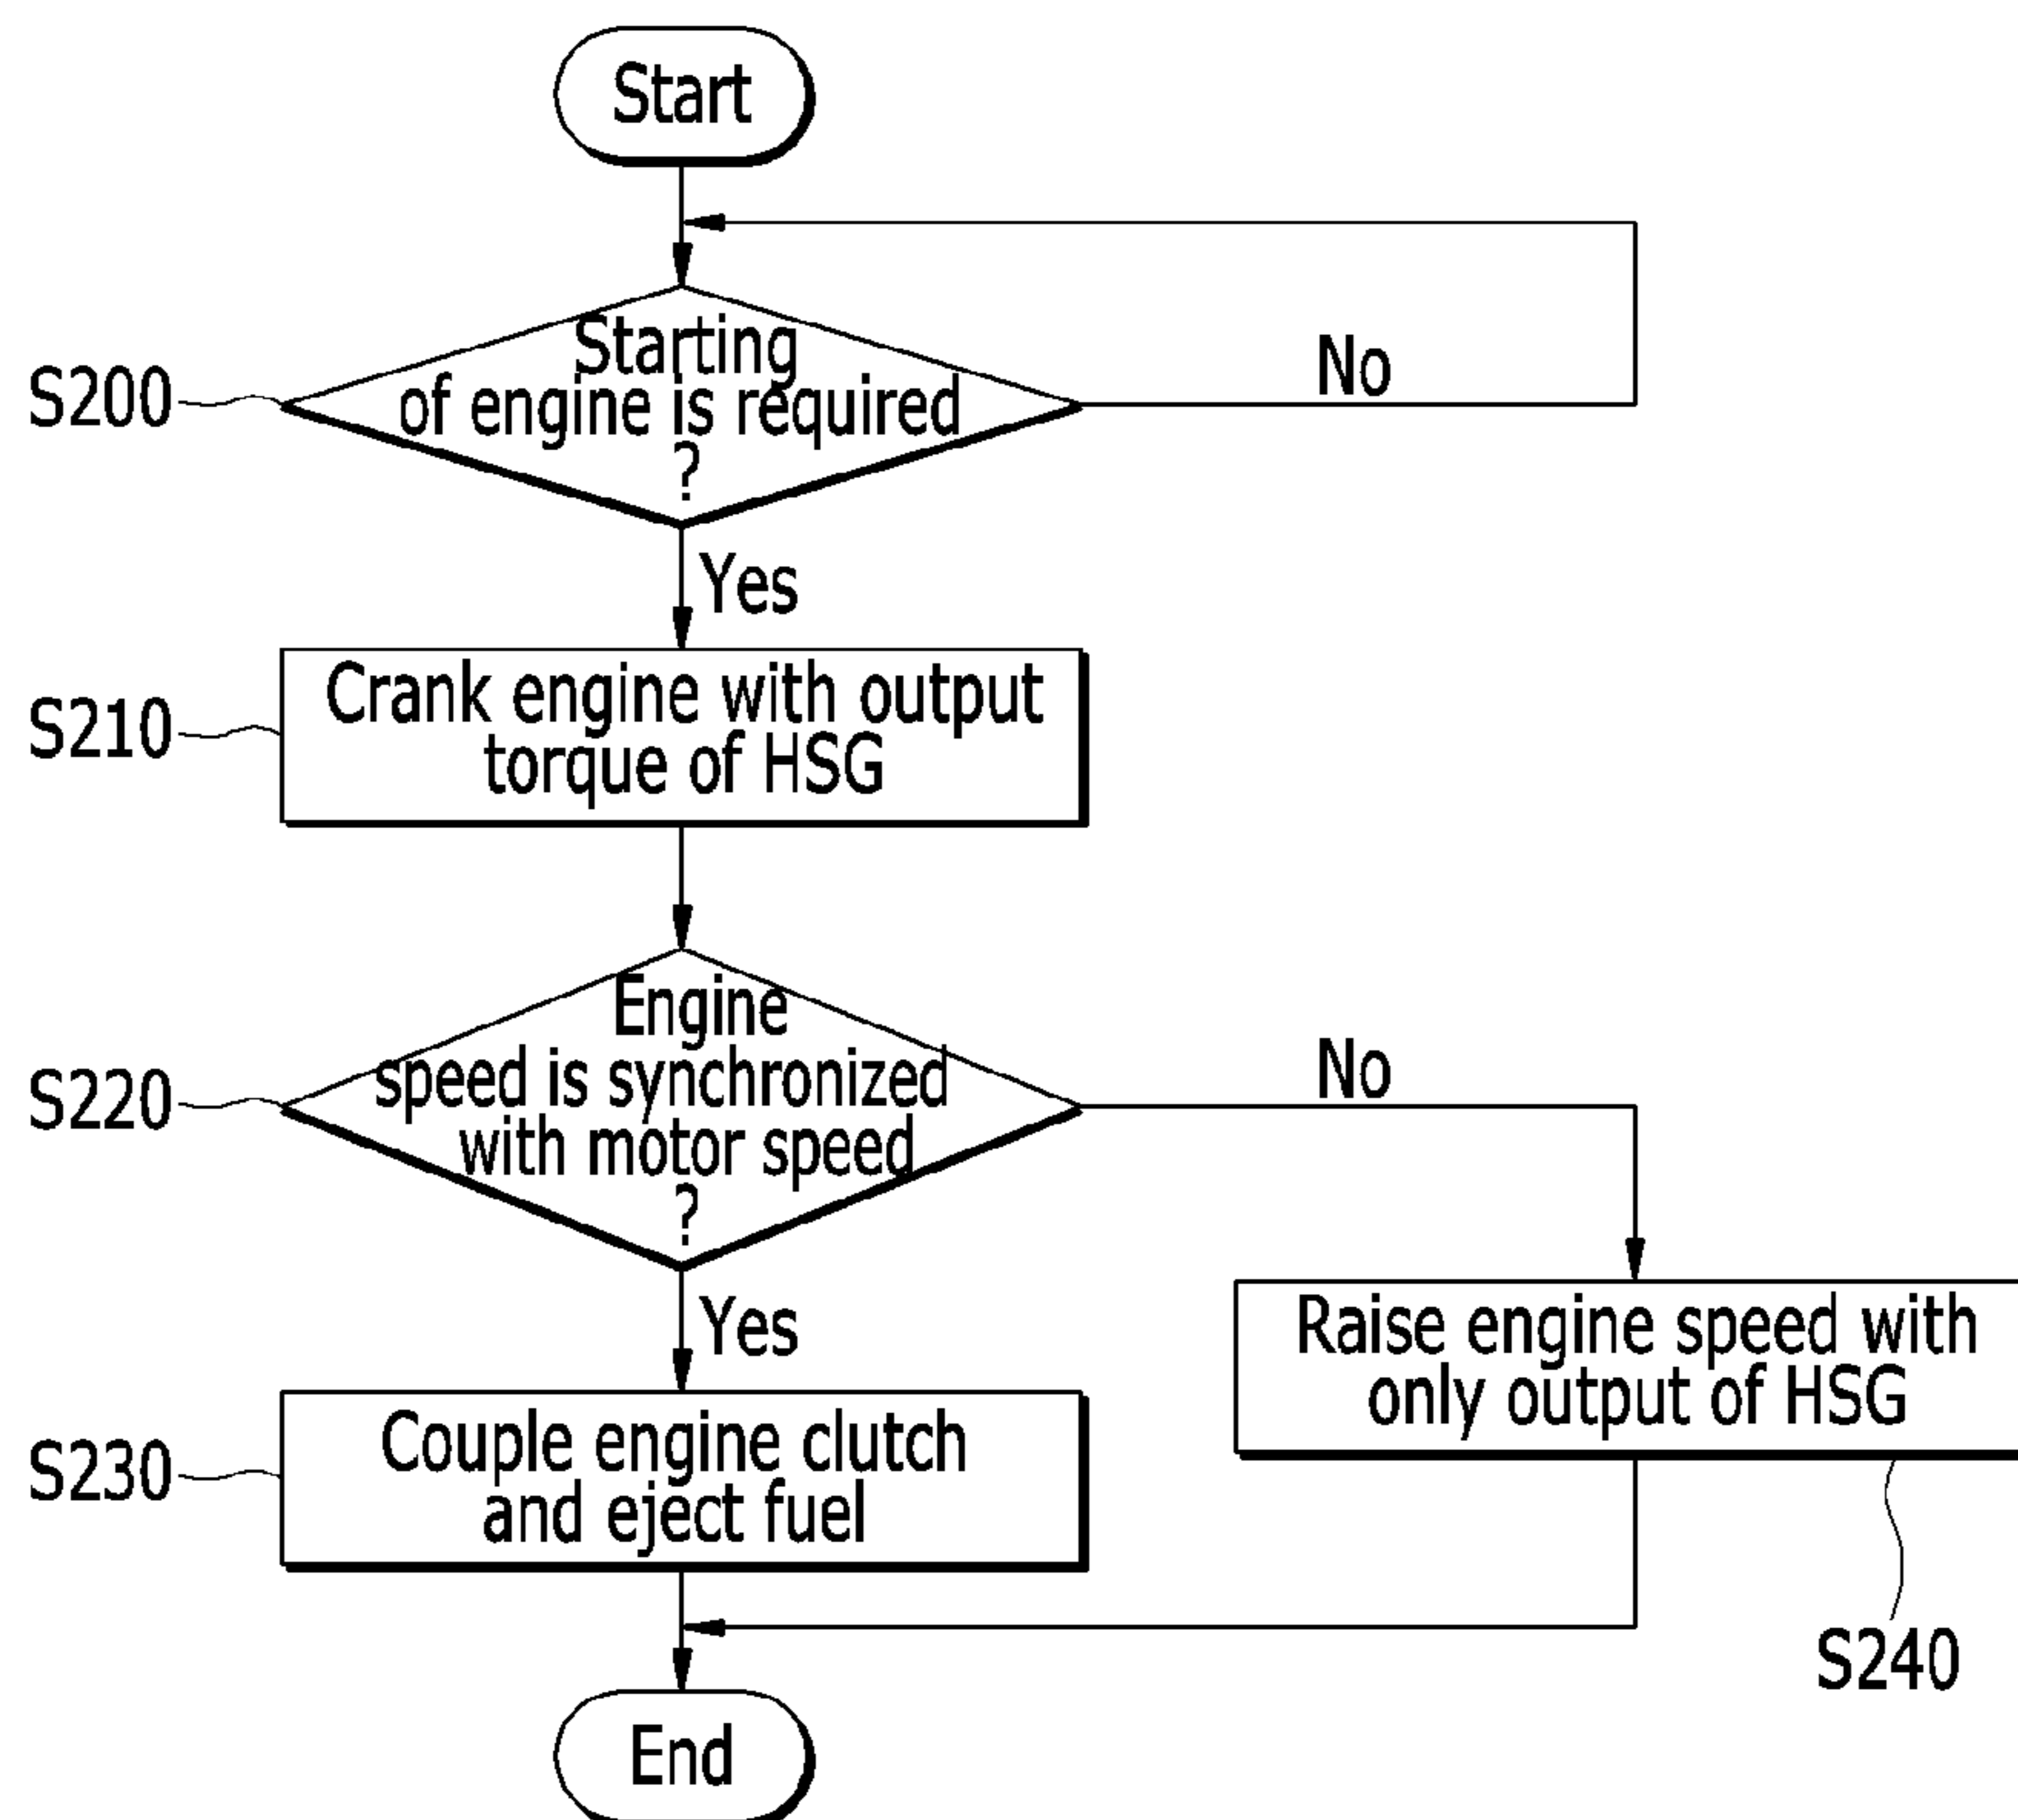 Start
Starting
of engine is required
?
No
S200
Yes
Crank engine with output
torque of HSG
S210
Engine
speed is synchronized
with motor speed
?
No
S220
Yes
Raise engine speed with
only output of HSG
Couple engine clutch
and eject fuel
S230
S240
End